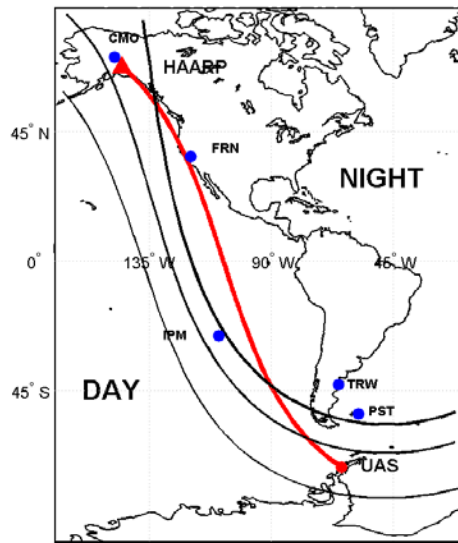 CMO
HAARP
45° N
FRN
NIGHT
0°
135° W
90° W
45° W
IPM
45° S
DAY
TRW
PST
UAS